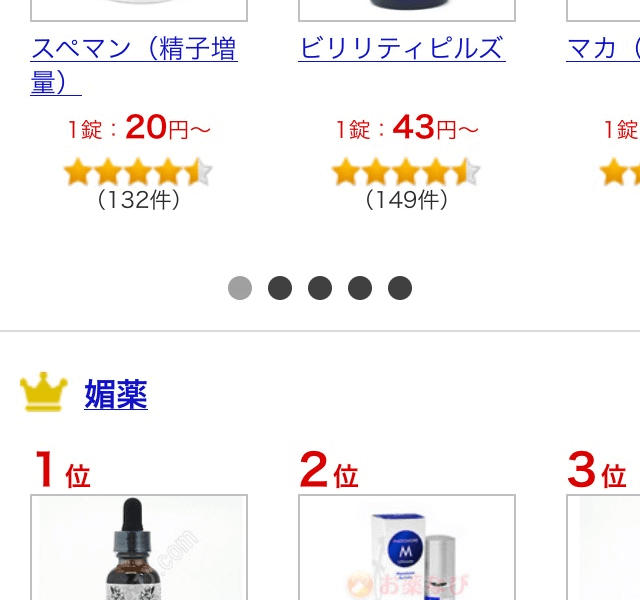 スペマン（精子増
量）
ビリリティピルズ
マカ（
1錠：20円～
1錠：43円～
1錠
（132件）
（149件）
媚薬
1位
2位
3位
M
お薬なび
.com